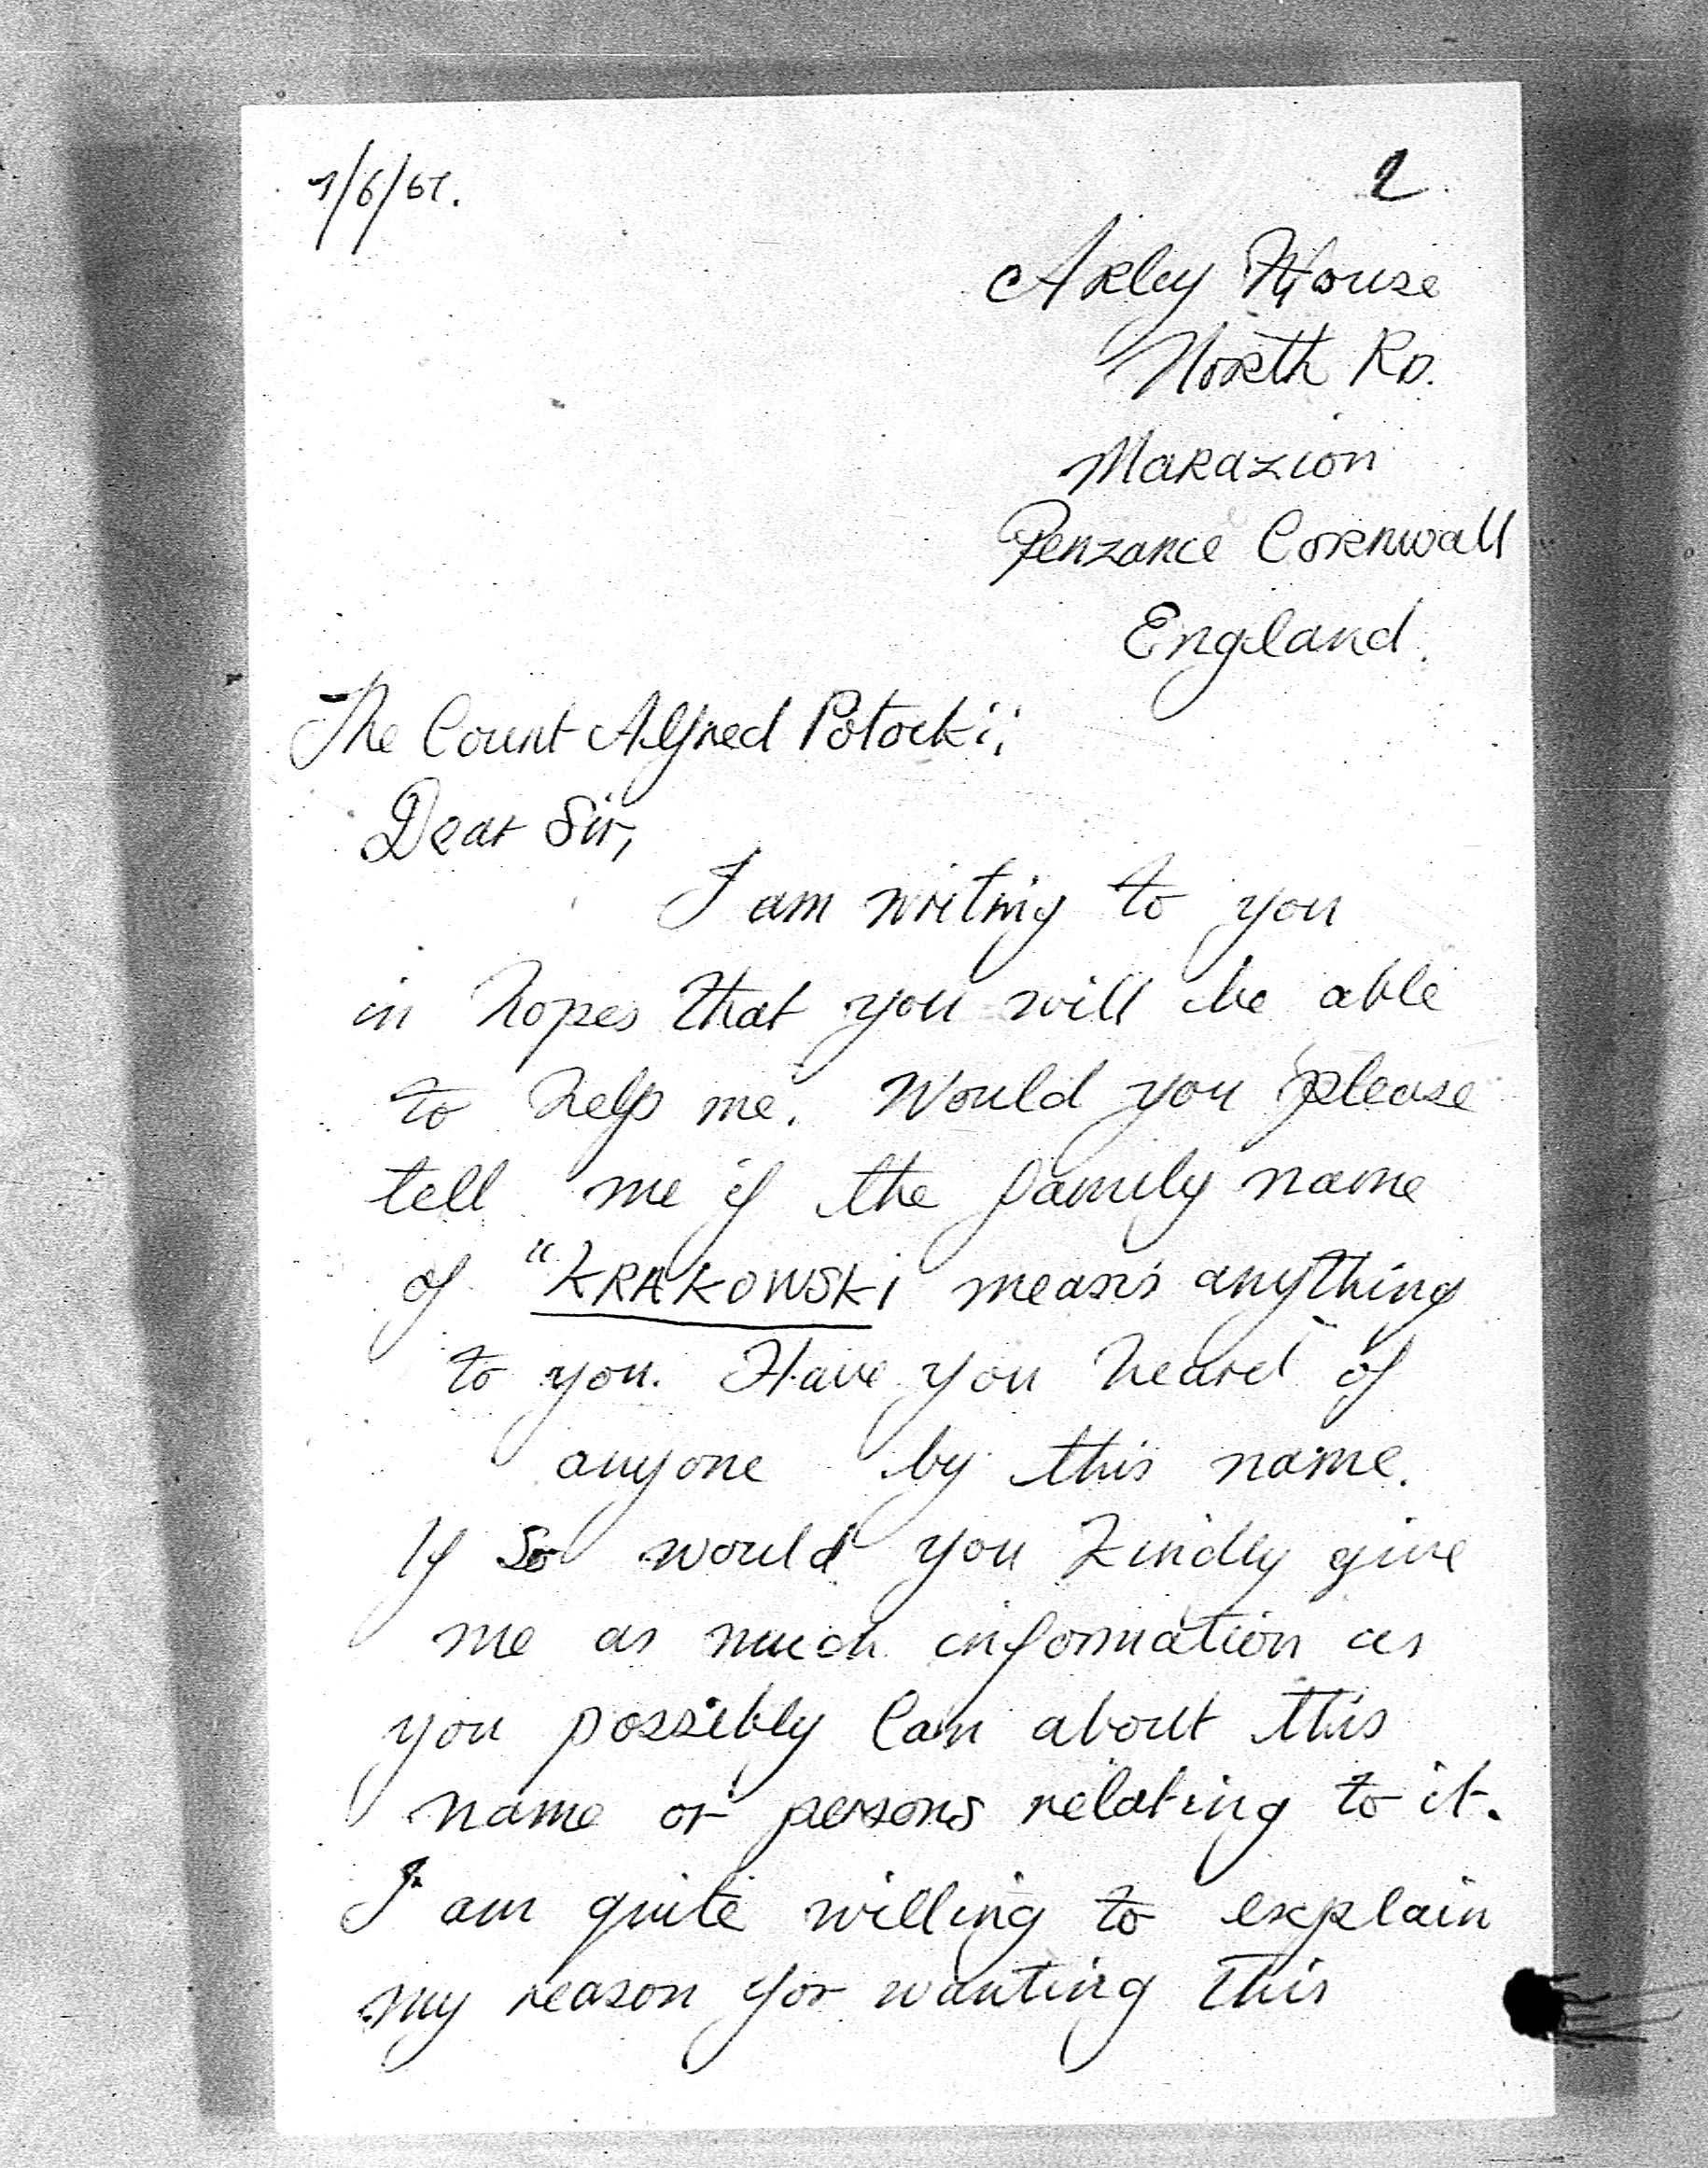 7/6/67.
2.
Arley House
North Rd.
Marazion
Penzance Cornwall
England.
The Count Alfred Potocki;
Dear Sir,
I am writing to you
in hopes that you will be able
to help me. Would you please
tell me if the family name
of "KRAKOWSKi means anything
to you. Have you heard of
anyone by this name.
If so would you kindly give
me as much information as
you possibly Can about this
name or persons relating to it.
I am quite willing to explain
my reason for wanting this